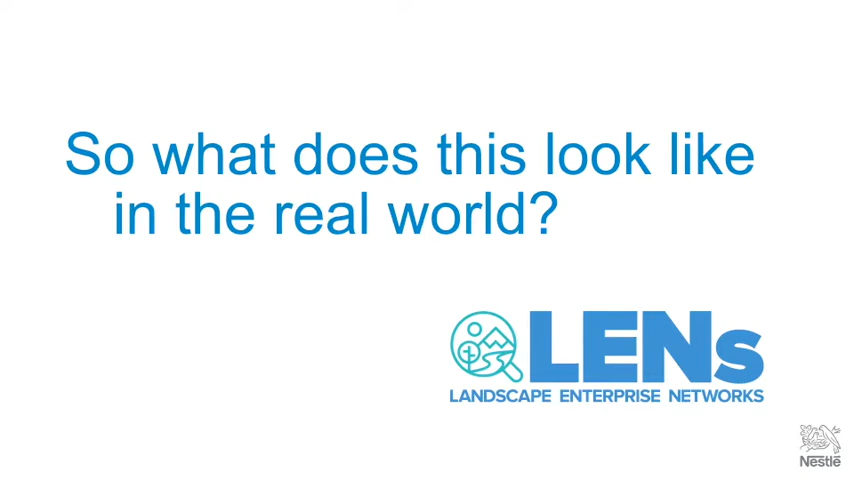 So what does this look like
in the real world?
LENs
LANDSCAPE ENTERPRISE NETWORKS
Nestlé